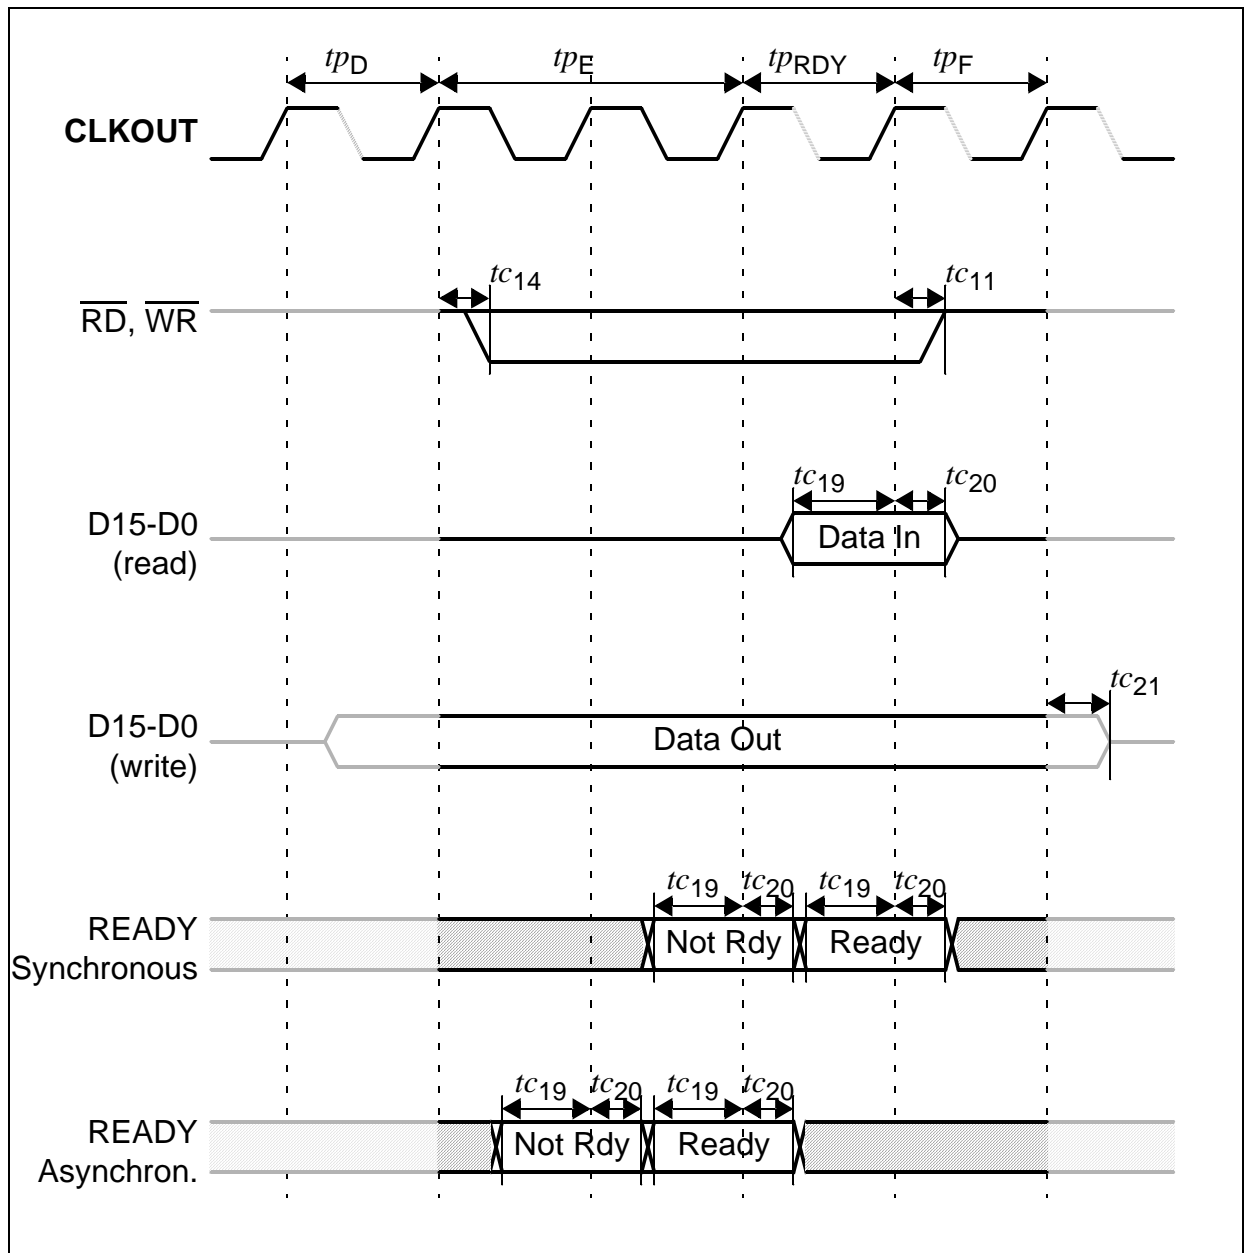 tpD tpE tpRDY tpF
CLKOUT
tc14 tc11
RD, WR
tc19 tc20
D15-D0 Data In
(read)
tc21
D15-D0 Data Out
(write)
tc19 tc20 tc19 tc20
READY Not Rdy Ready
Synchronous
tc19 tc20 tc19 tc20
READY Not Rdy Ready
Asynchron.